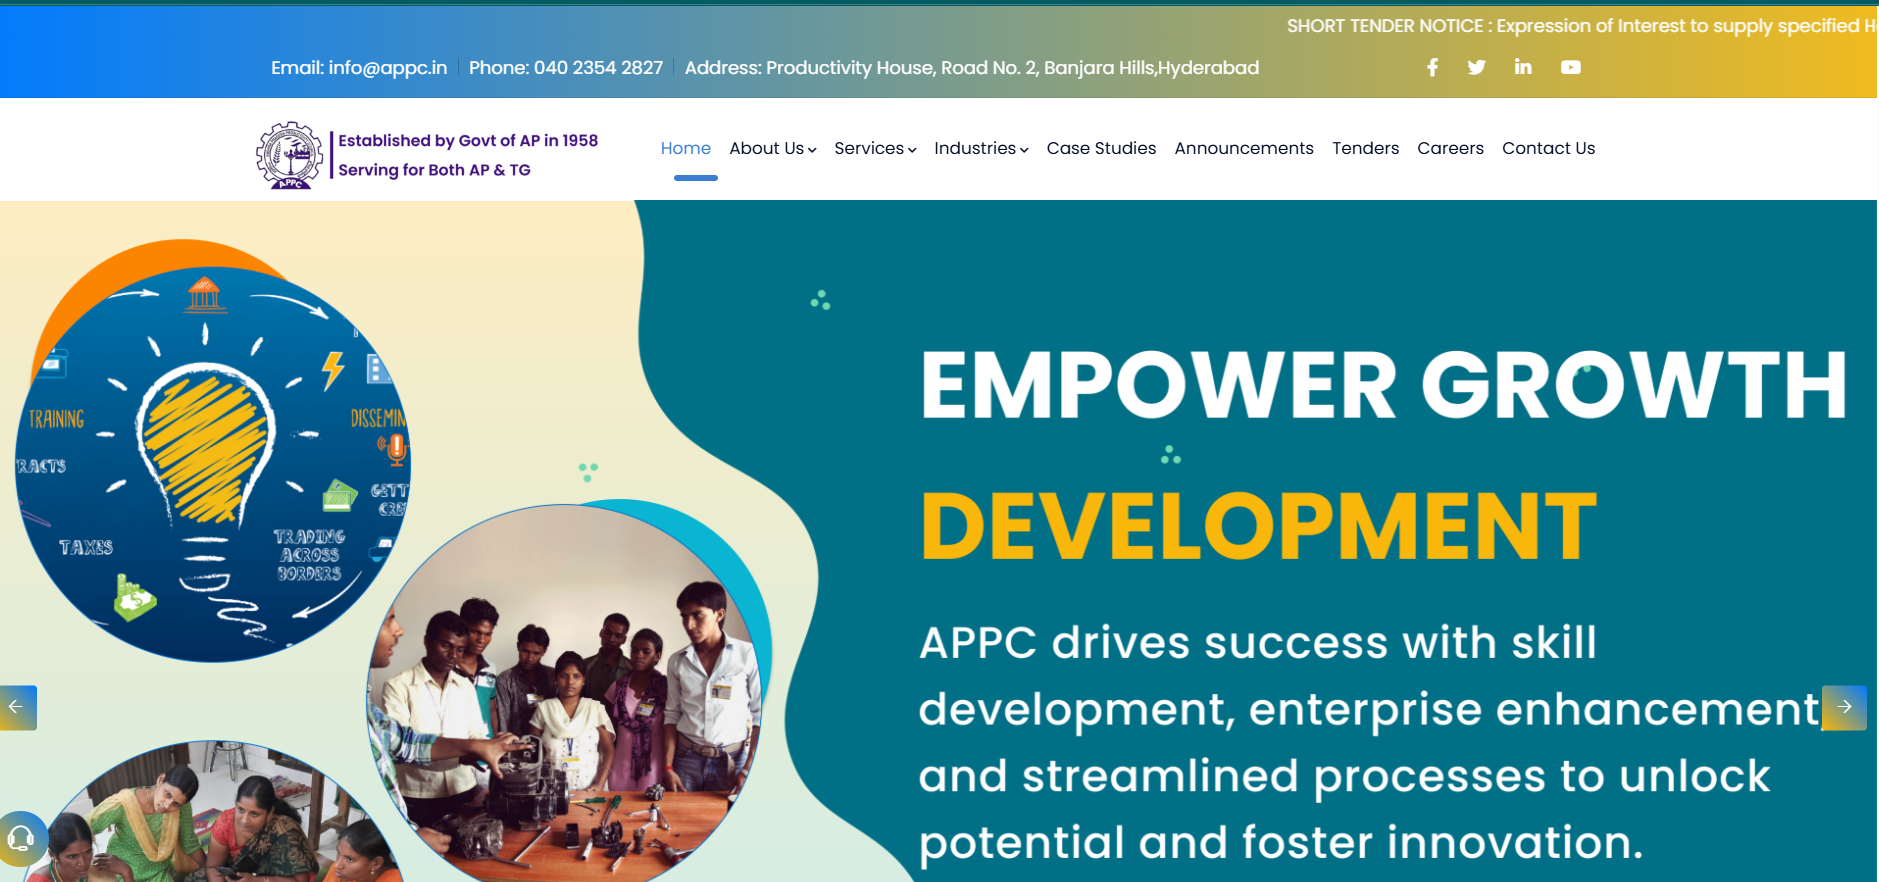 SHORT TENDER NOTICE : Expression of Interest to supply specified H
Email: info@appc.in
Phone: 040 2354 2827
Address: Productivity House, Road No. 2, Banjara Hills,Hyderabad
APPC
Established by Govt of AP in 1958
Serving for Both AP & TG
Home
About Us
Services
Industries
Case Studies
Announcements
Tenders
Careers
Contact Us
TRAINING
DISSEMIN
RACTS
GETT
CRE
TAXES
TRADING
ACROSS
BORDERS
EMPOWER GROWTH
DEVELOPMENT
APPC drives success with skill
development, enterprise enhancement,
and streamlined processes to unlock
potential and foster innovation.